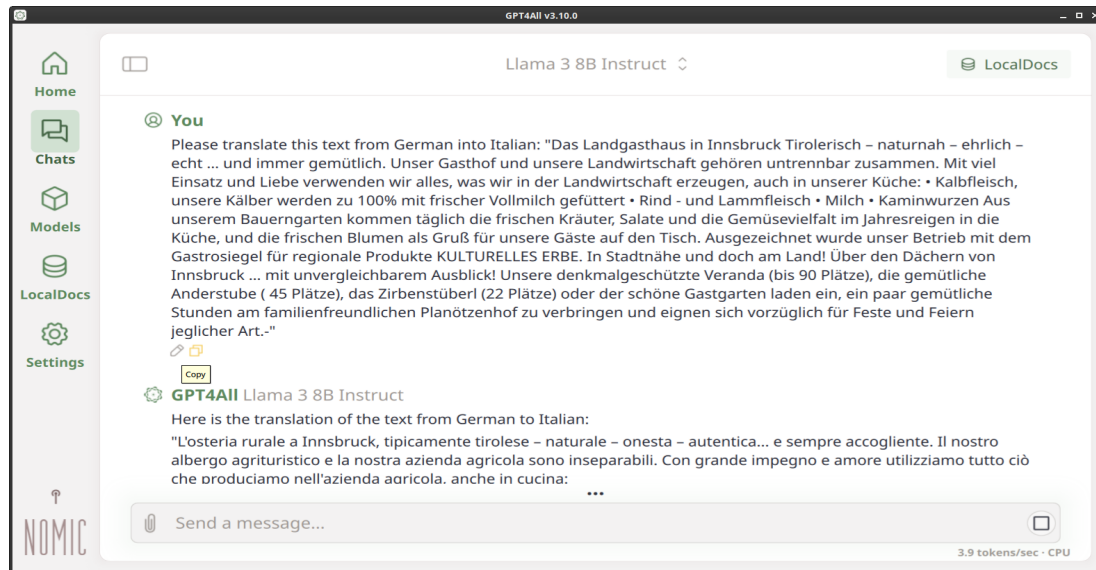 GPT4All v3.10.0
Home
Chats
Models
LocalDocs
Settings
NOMIC
Llama 3 8B Instruct
LocalDocs
You
Please translate this text from German into Italian: "Das Landgasthaus in Innsbruck Tirolerisch – naturnah – ehrlich –
echt ... und immer gemütlich. Unser Gasthof und unsere Landwirtschaft gehören untrennbar zusammen. Mit viel
Einsatz und Liebe verwenden wir alles, was wir in der Landwirtschaft erzeugen, auch in unserer Küche: • Kalbfleisch,
unsere Kälber werden zu 100% mit frischer Vollmilch gefüttert • Rind - und Lammfleisch • Milch • Kaminwurzen Aus
unserem Bauerngarten kommen täglich die frischen Kräuter, Salate und die Gemüsevielfalt im Jahresreigen in die
Küche, und die frischen Blumen als Gruß für unsere Gäste auf den Tisch. Ausgezeichnet wurde unser Betrieb mit dem
Gastrosiegel für regionale Produkte KULTURELLES ERBE. In Stadtnähe und doch am Land! Über den Dächern von
Innsbruck ... mit unvergleichbarem Ausblick! Unsere denkmalgeschützte Veranda (bis 90 Plätze), die gemütliche
Anderstube ( 45 Plätze), das Zirbenstüberl (22 Plätze) oder der schöne Gastgarten laden ein, ein paar gemütliche
Stunden am familienfreundlichen Planötzenhof zu verbringen und eignen sich vorzüglich für Feste und Feiern
jeglicher Art.-"
Copy
GPT4All Llama 3 8B Instruct
Here is the translation of the text from German to Italian:
"L'osteria rurale a Innsbruck, tipicamente tirolese – naturale – onesta – autentica... e sempre accogliente. Il nostro
albergo agrituristico e la nostra azienda agricola sono inseparabili. Con grande impegno e amore utilizziamo tutto ciò
che produciamo nell'azienda agricola, anche in cucina:
Send a message...
3.9 tokens/sec · CPU